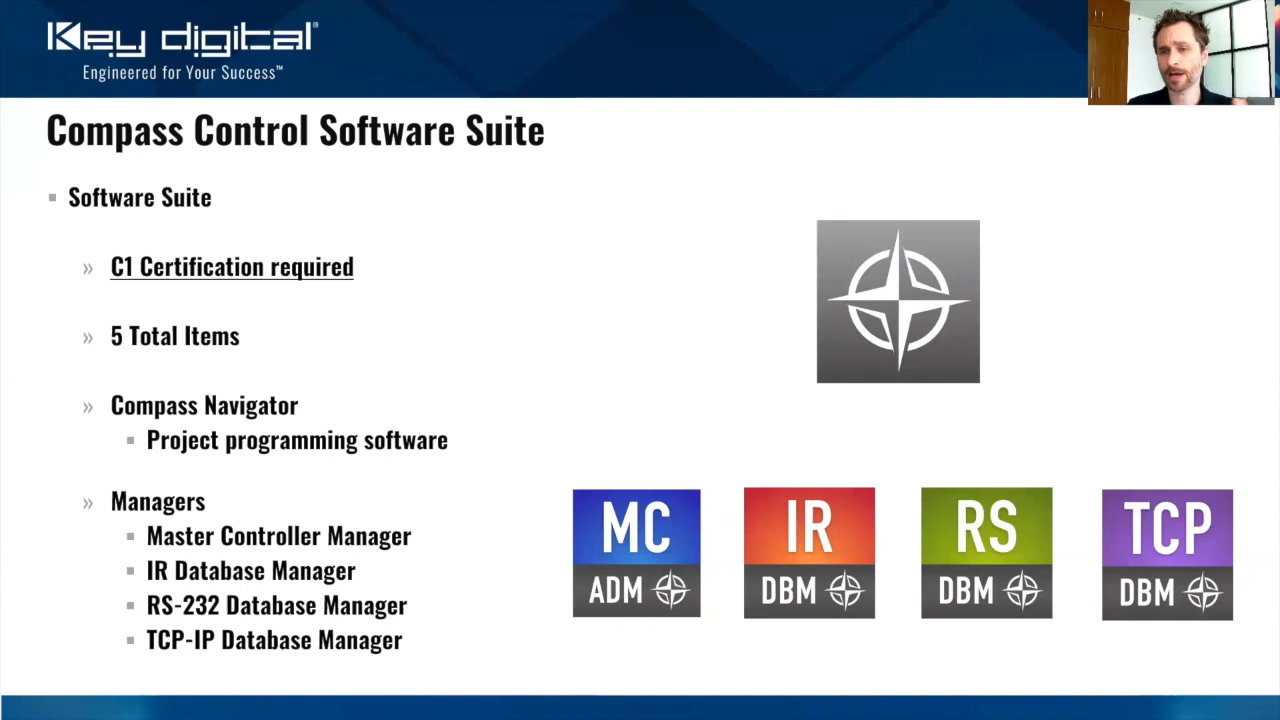 Key digital®
Engineered for Your Success™
Compass Control Software Suite
Software Suite
» C1 Certification required
» 5 Total Items
» Compass Navigator
Project programming software
» Managers
Master Controller Manager
IR Database Manager
RS-232 Database Manager
TCP-IP Database Manager
MC
ADM
IR
DBM
RS
DBM
TCP
DBM